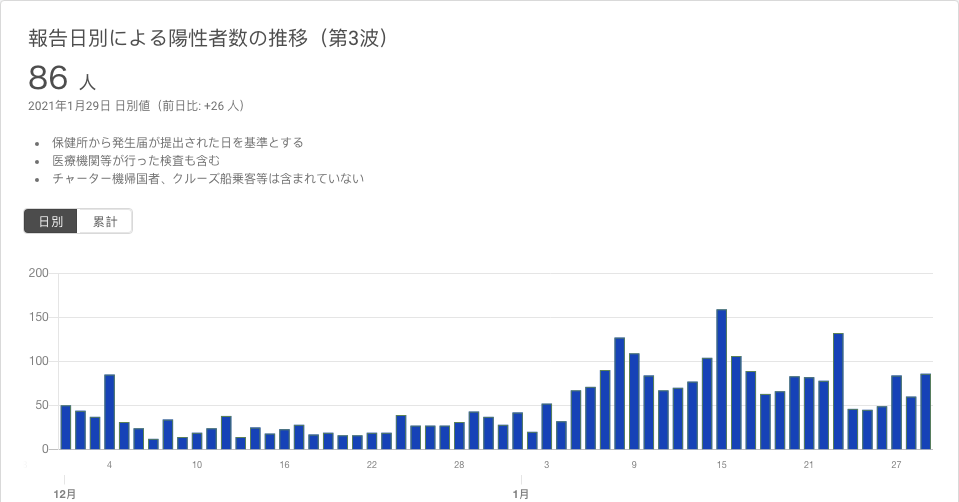 報告日別による陽性者数の推移（第3波）
86 人
2021年1月29日 日別値（前日比: +26 人）
保健所から発生届が提出された日を基準とする
医療機関等が行った検査も含む
チャーター機帰国者、クルーズ船乗客等は含まれていない
日別 累計
200
150
100
50
0
4 10 16 22 28 3 9 15 21 27
12月 1月